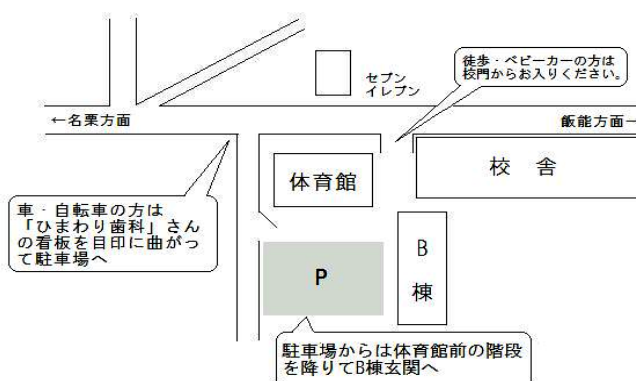 徒歩・ベビーカーの方は
校門からお入りください。
セブン
イレブン
←名栗方面
飯能方面→
体育館
校舎
車・自転車の方は
「ひまわり歯科」さん
の看板を目印に曲がっ
て駐車場へ
B
棟
P
駐車場からは体育館前の階段
を降りてB棟玄関へ